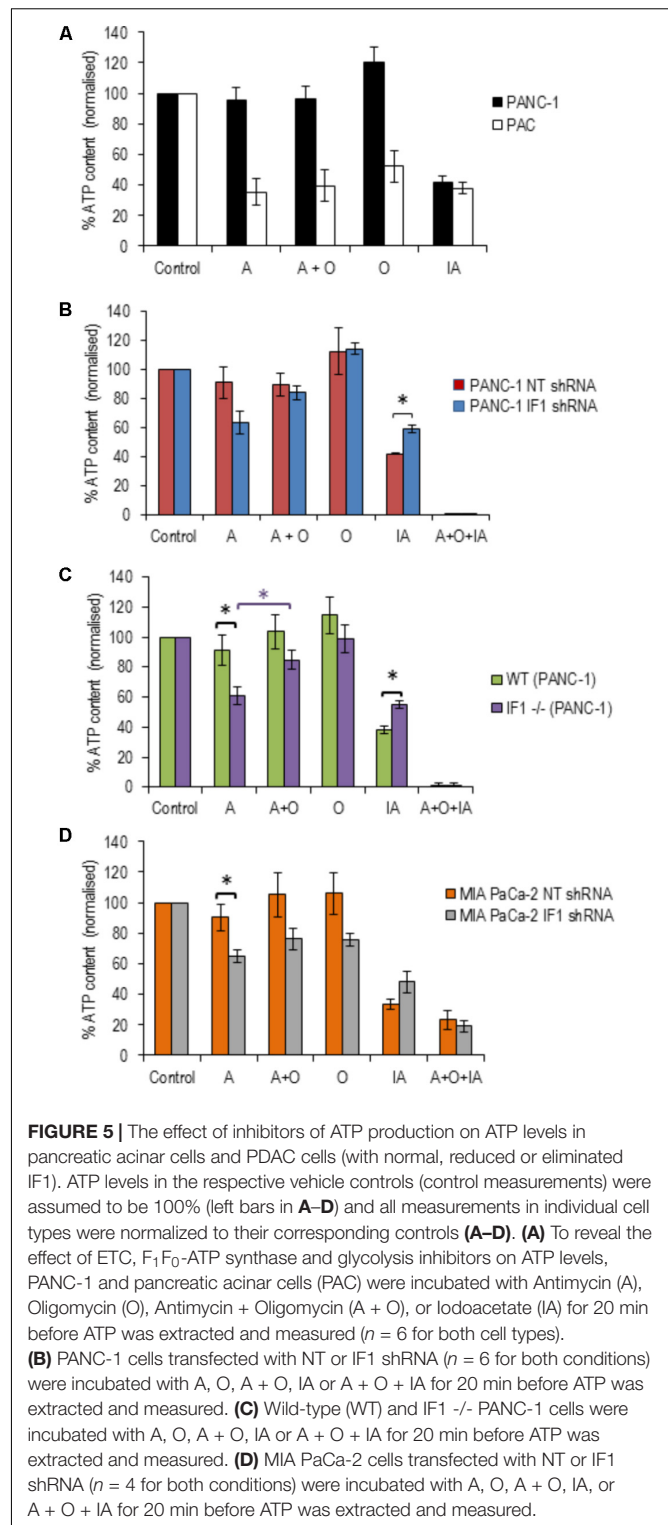 A
% ATP content (normalised)
140
120
100
80
60
40
20
0
Control A A + O O IA
PANC-1
PAC
B
% ATP content (normalised)
140
120
100
80
60
40
20
0
*
Control A A + O O IA A+O+IA
PANC-1 NT shRNA
PANC-1 IF1 shRNA
C
% ATP content (normalised)
140
120
100
80
60
40
20
0
* * *
Control A A+O O IA A+O+IA
WT (PANC-1)
IF1 -/- (PANC-1)
D
% ATP content (normalised)
140
120
100
80
60
40
20
0
*
Control A A+O O IA A+O+IA
MIA PaCa-2 NT shRNA
MIA PaCa-2 IF1 shRNA
FIGURE 5 | The effect of inhibitors of ATP production on ATP levels in
pancreatic acinar cells and PDAC cells (with normal, reduced or eliminated
IF1). ATP levels in the respective vehicle controls (control measurements) were
assumed to be 100% (left bars in A–D) and all measurements in individual cell
types were normalized to their corresponding controls (A–D). (A) To reveal the
effect of ETC, F₁F₀-ATP synthase and glycolysis inhibitors on ATP levels,
PANC-1 and pancreatic acinar cells (PAC) were incubated with Antimycin (A),
Oligomycin (O), Antimycin + Oligomycin (A + O), or Iodoacetate (IA) for 20 min
before ATP was extracted and measured (n = 6 for both cell types).
(B) PANC-1 cells transfected with NT or IF1 shRNA (n = 6 for both conditions)
were incubated with A, O, A + O, IA or A + O + IA for 20 min before ATP was
extracted and measured. (C) Wild-type (WT) and IF1 -/- PANC-1 cells were
incubated with A, O, A + O, IA or A + O + IA for 20 min before ATP was
extracted and measured. (D) MIA PaCa-2 cells transfected with NT or IF1
shRNA (n = 4 for both conditions) were incubated with A, O, A + O, IA, or
A + O + IA for 20 min before ATP was extracted and measured.